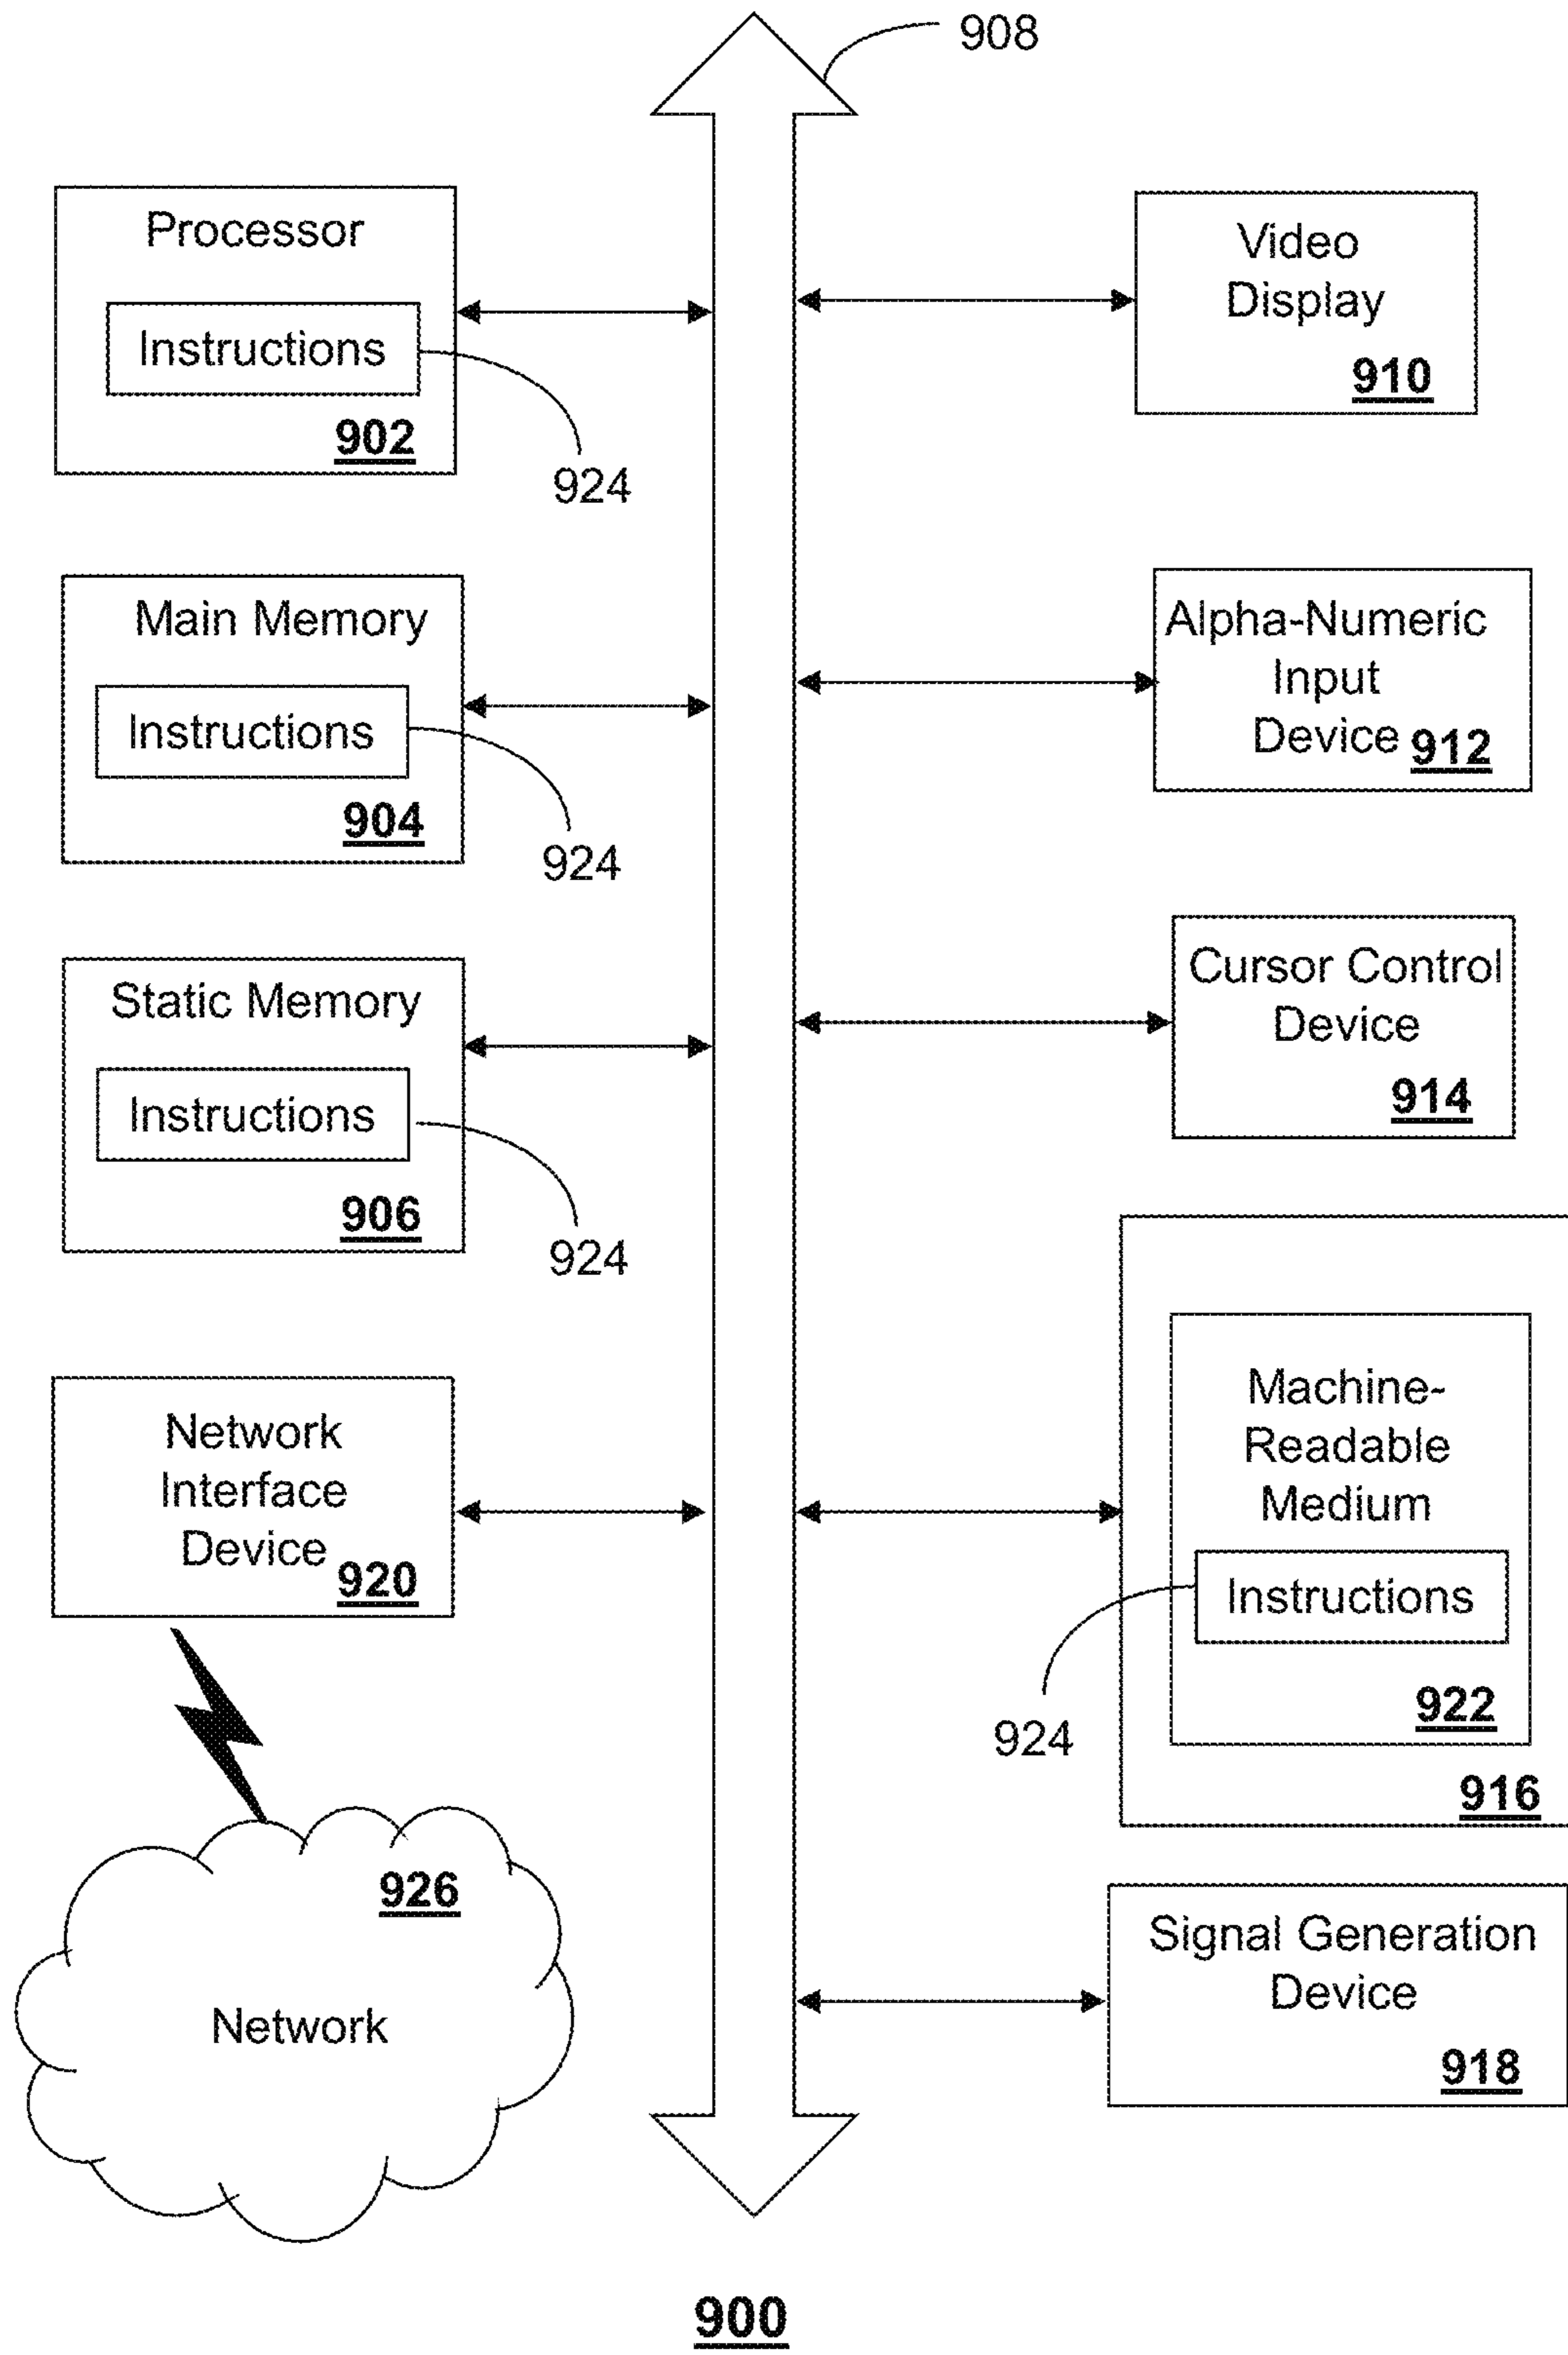 908
Processor
Instructions
902
924
Main Memory
Instructions
904
924
Static Memory
Instructions
906
924
Network
Interface
Device 920
926
Network
Video
Display
910
Alpha-Numeric
Input
Device 912
Cursor Control
Device
914
Machine-
Readable
Medium
Instructions
922
924
916
Signal Generation
Device
918
900